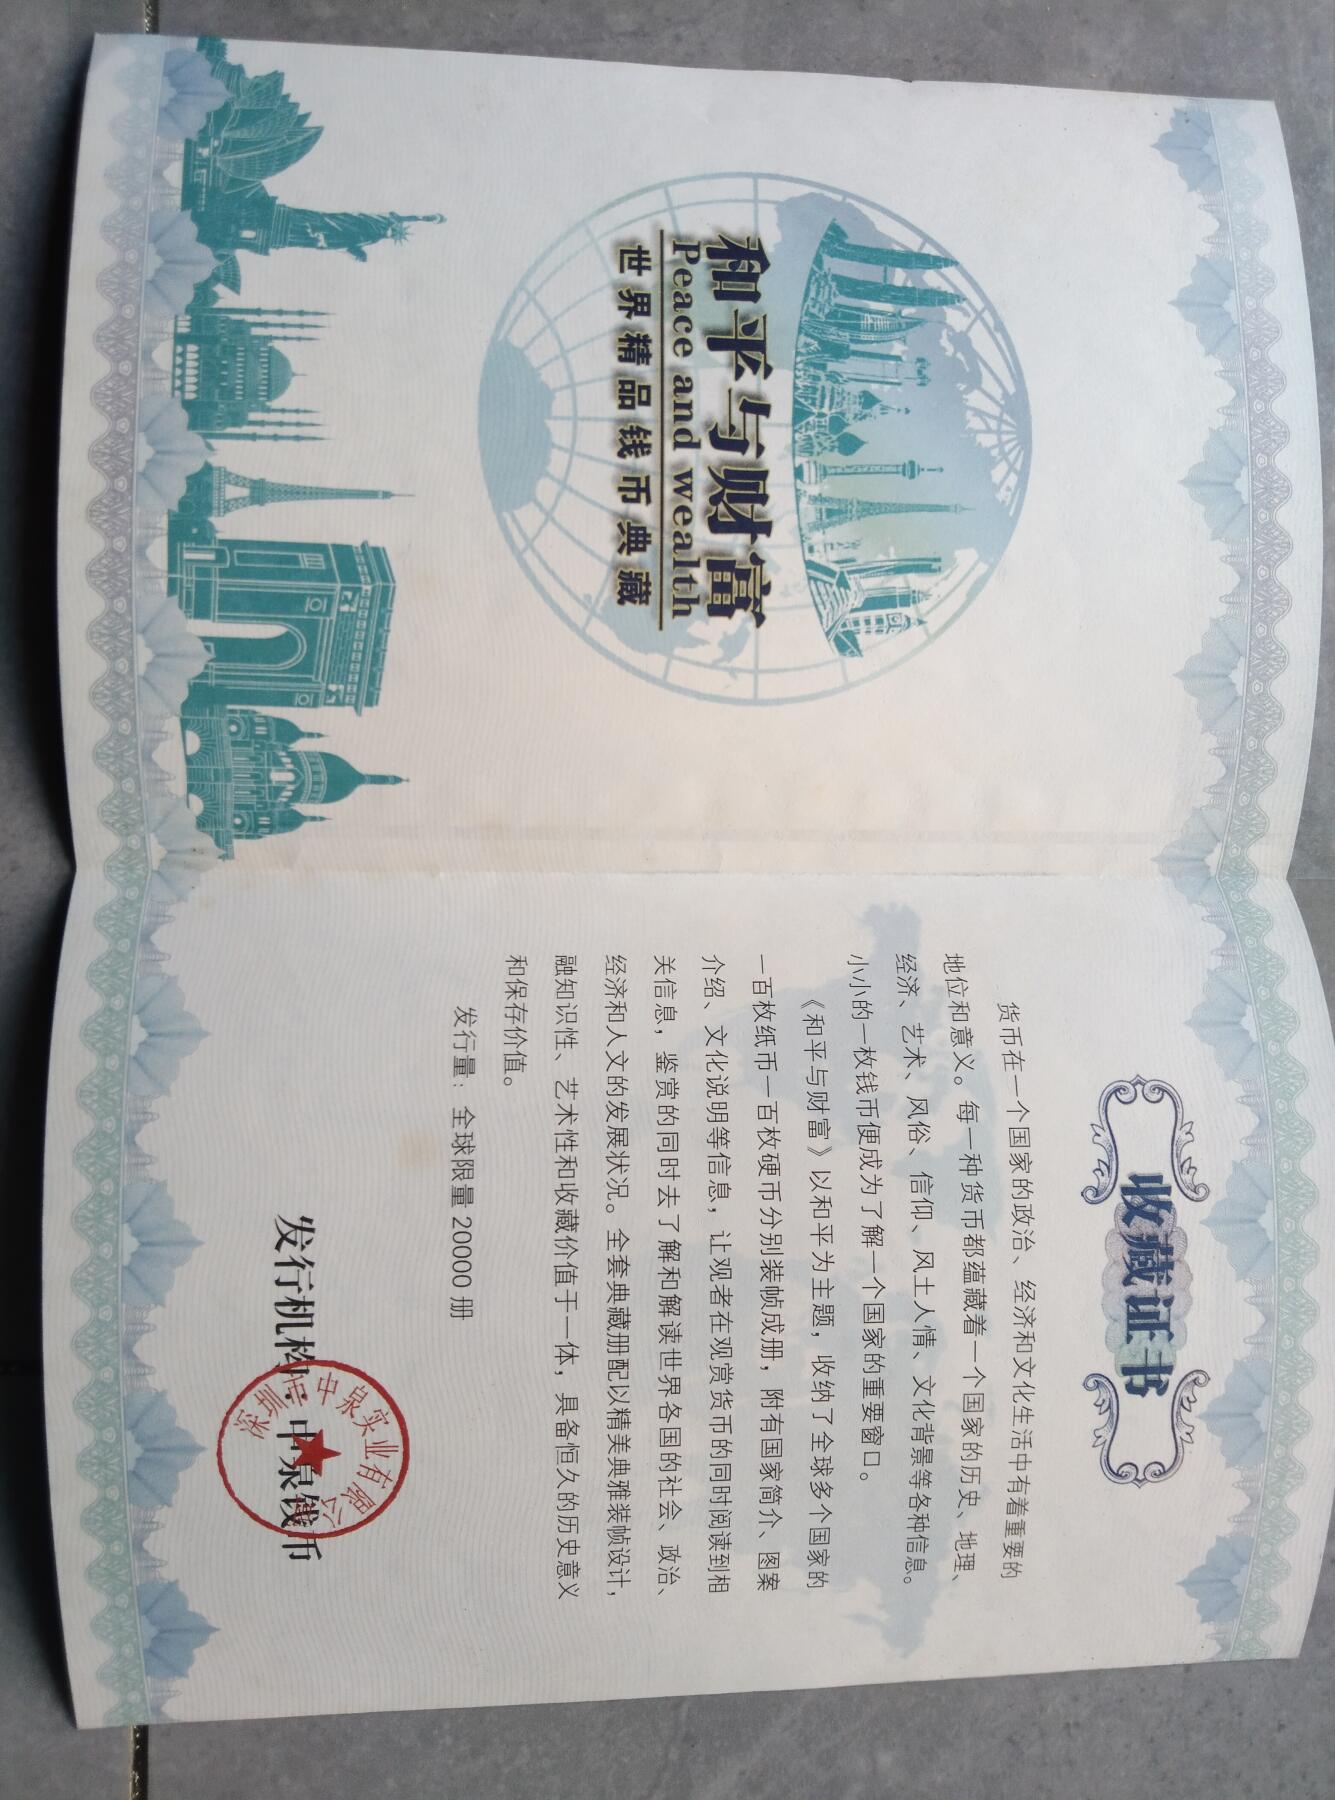 和平与财富
Peace and wealth
世界精品钱币典藏
收藏证书
货币在一个国家的政治、经济和文化生活中有着重要的
地位和意义。每一种货币都蕴藏着一个国家的历史、地理、
经济、艺术、风俗、信仰、风土人情、文化背景等各种信息。
小小的一枚钱币便成为了解一个国家的重要窗口。
《和平与财富》以和平为主题，收纳了全球多个国家的
一百枚纸币一百枚硬币分别装帧成册，附有国家简介、图案
介绍、文化说明等信息，让观者在观赏货币的同时阅读到相
关信息，鉴赏的同时去了解和解读世界各国的社会、政治、
经济和人文的发展状况。全套典藏册配以精美典雅装帧设计，
融知识性、艺术性和收藏价值于一体，具备恒久的历史意义
和保存价值。
发行量：全球限量 20000 册
发行机构：中泉钱币
深圳市中泉实业有限公司